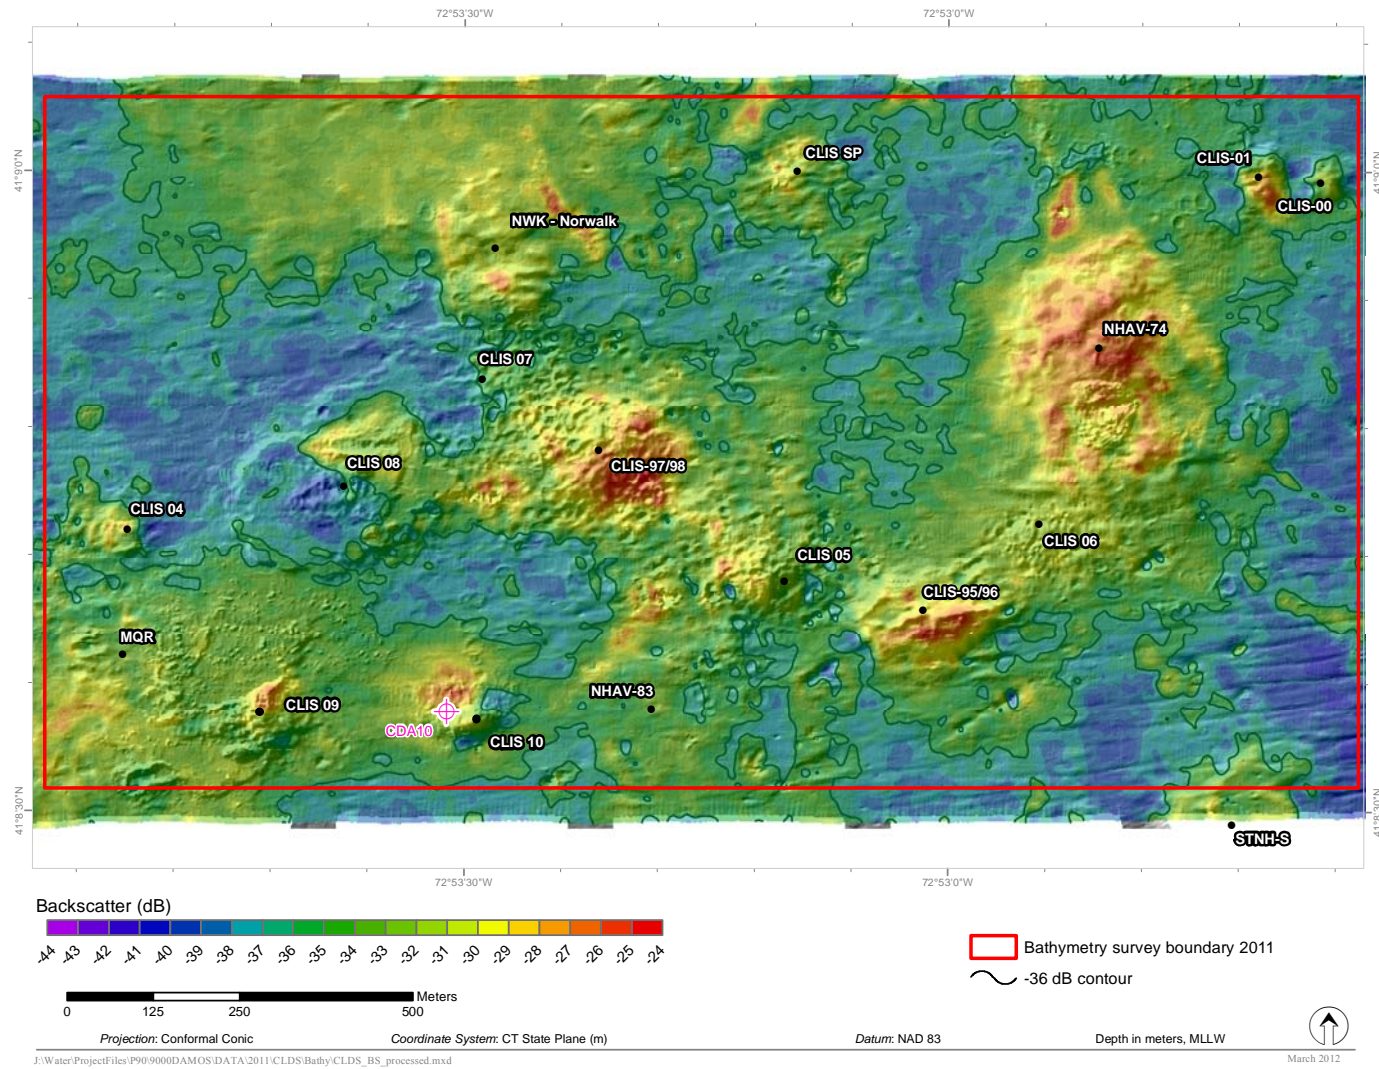 72°53'30"W 72°53'0"W
41°9'0"N
41°9'0"N
CLIS SP
CLIS-01
CLIS-00
NWK - Norwalk
NHAV-74
CLIS 07
CLIS 08
CLIS-97/98
CLIS 04
CLIS 06
CLIS 05
CLIS-95/96
MQR
NHAV-83
CLIS 09
CDA10
CLIS 10
41°8'30"N
41°8'30"N
STNH-S
72°53'30"W 72°53'0"W
Backscatter (dB)
-44 -43 -42 -41 -40 -39 -38 -37 -36 -35 -34 -33 -32 -31 -30 -29 -28 -27 -26 -25 -24
Bathymetry survey boundary 2011
-36 dB contour
Meters
0 125 250 500
Projection: Conformal Conic Coordinate System: CT State Plane (m) Datum: NAD 83 Depth in meters, MLLW
J:\Water\ProjectFiles\P90\9000DAMOS\DATA\2011\CLDS\Bathy\CLDS_BS_processed.mxd March 2012